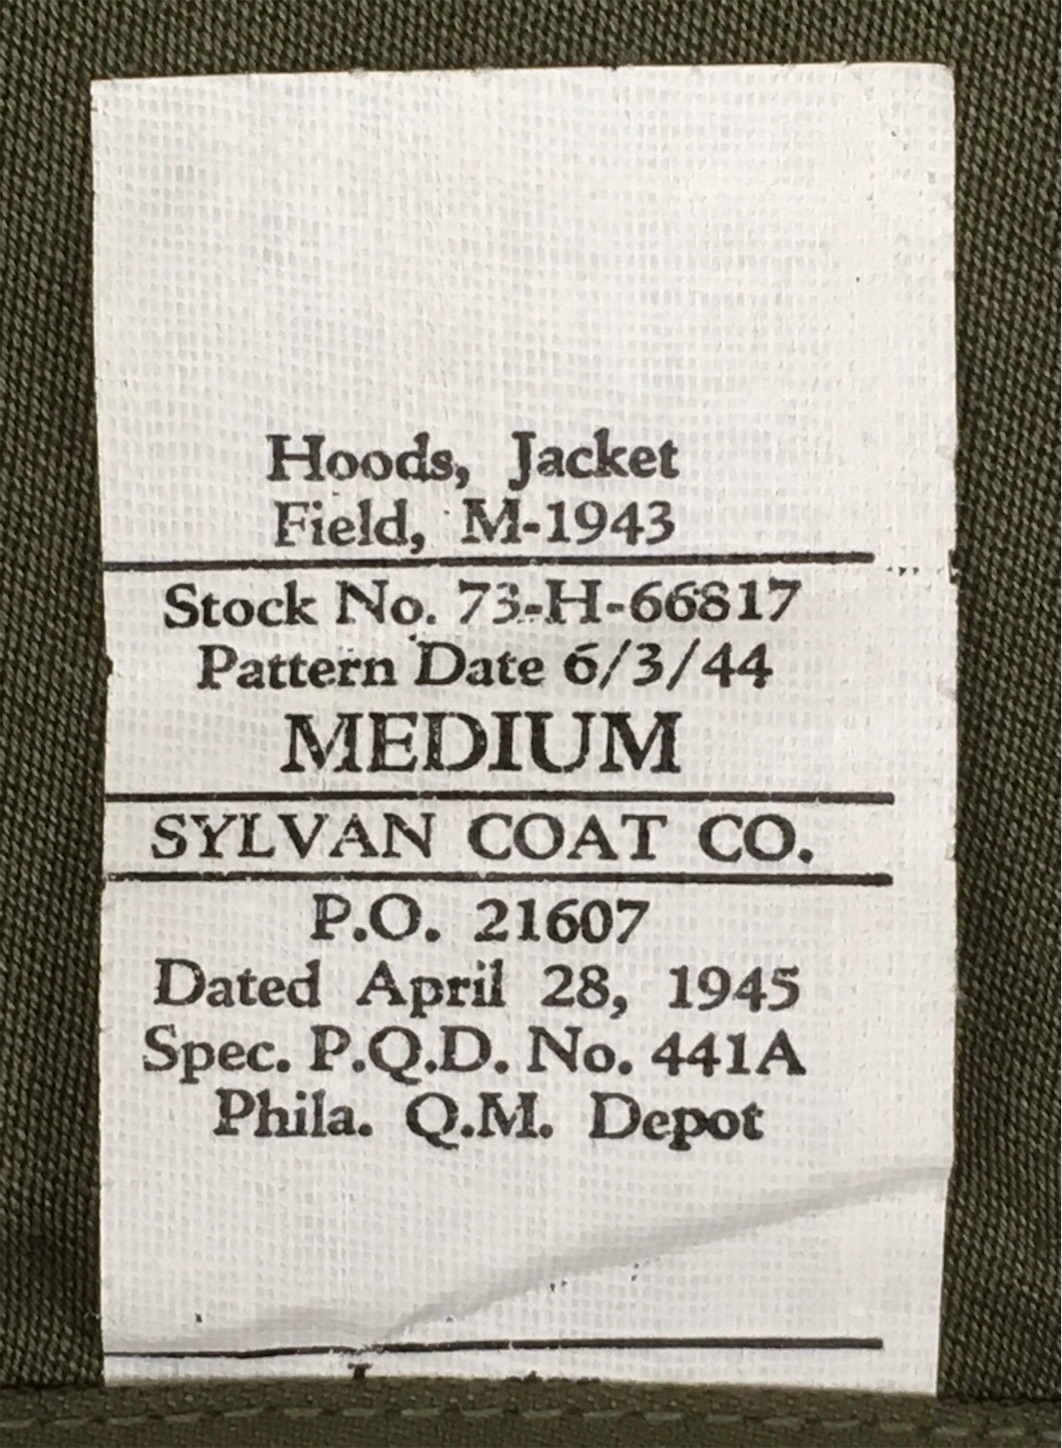 Hoods, Jacket
Field, M-1943
Stock No. 73-H-66817
Pattern Date 6/3/44
MEDIUM
SYLVAN COAT CO.
P.O. 21607
Dated April 28, 1945
Spec. P.Q.D. No. 441A
Phila. Q.M. Depot